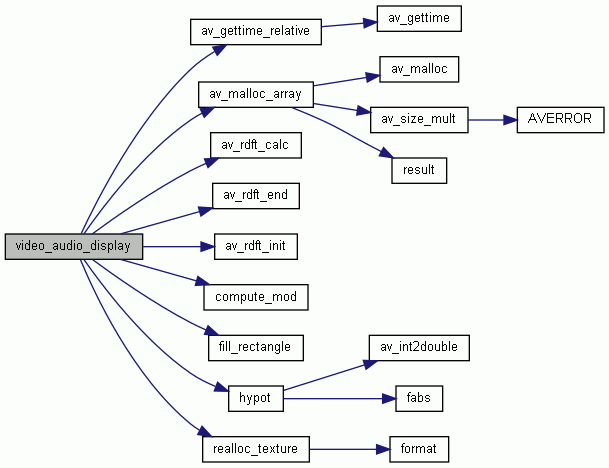 av_gettime
av_gettime_relative
av_malloc
av_malloc_array
av_size_mult
AVERROR
av_rdft_calc
result
av_rdft_end
video_audio_display
av_rdft_init
compute_mod
fill_rectangle
av_int2double
hypot
fabs
realloc_texture
format